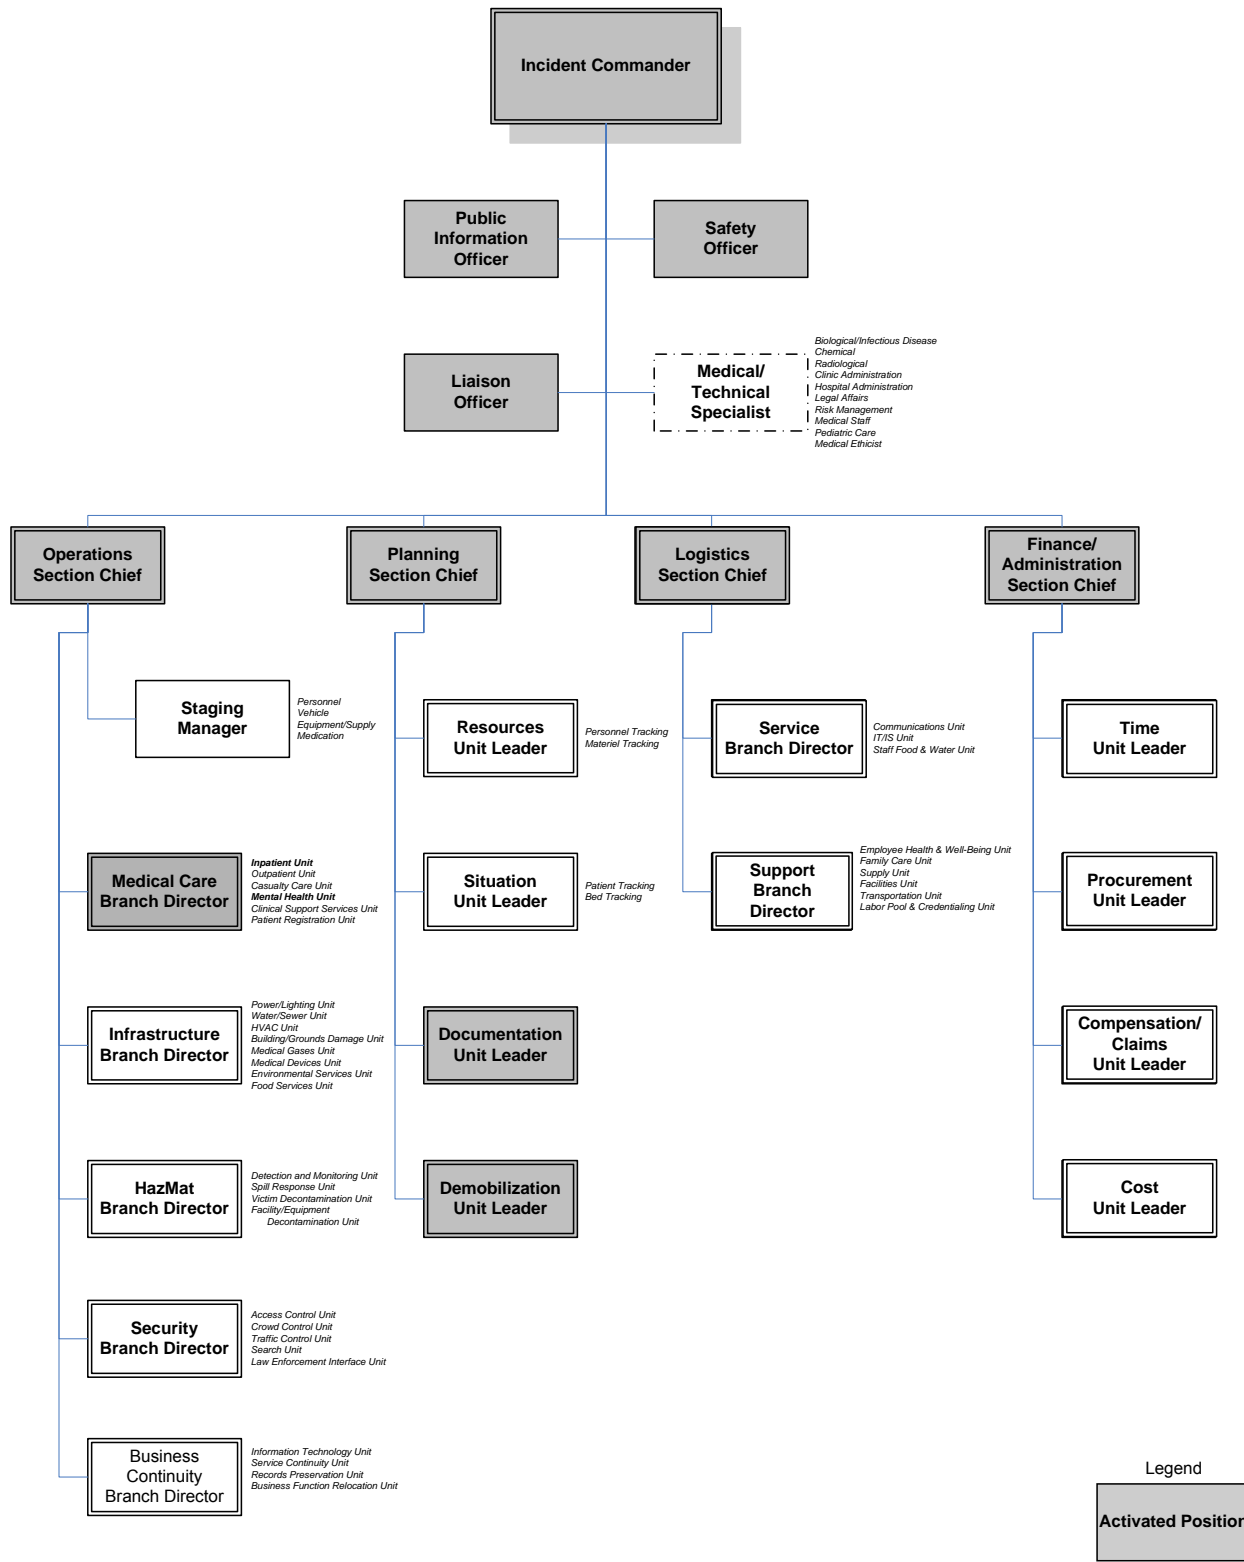 Incident Commander
Public
Information
Officer
Safety
Officer
Liaison
Officer
Medical/
Technical
Specialist
Biological/Infectious Disease
Chemical
Radiological
Clinic Administration
Hospital Administration
Legal Affairs
Risk Management
Medical Staff
Pediatric Care
Medical Ethicist
Operations
Section Chief
Planning
Section Chief
Logistics
Section Chief
Finance/
Administration
Section Chief
Staging
Manager
Personnel
Vehicle
Equipment/Supply
Medication
Resources
Unit Leader
Personnel Tracking
Materiel Tracking
Service
Branch Director
Communications Unit
IT/IS Unit
Staff Food & Water Unit
Time
Unit Leader
Medical Care
Branch Director
Inpatient Unit
Outpatient Unit
Casualty Care Unit
Mental Health Unit
Clinical Support Services Unit
Patient Registration Unit
Situation
Unit Leader
Patient Tracking
Bed Tracking
Support
Branch
Director
Employee Health & Well-Being Unit
Family Care Unit
Supply Unit
Facilities Unit
Transportation Unit
Labor Pool & Credentialing Unit
Procurement
Unit Leader
Infrastructure
Branch Director
Power/Lighting Unit
Water/Sewer Unit
HVAC Unit
Building/Grounds Damage Unit
Medical Gases Unit
Medical Devices Unit
Environmental Services Unit
Food Services Unit
Documentation
Unit Leader
Compensation/
Claims
Unit Leader
HazMat
Branch Director
Detection and Monitoring Unit
Spill Response Unit
Victim Decontamination Unit
Facility/Equipment
Decontamination Unit
Demobilization
Unit Leader
Cost
Unit Leader
Security
Branch Director
Access Control Unit
Crowd Control Unit
Traffic Control Unit
Search Unit
Law Enforcement Interface Unit
Business
Continuity
Branch Director
Information Technology Unit
Service Continuity Unit
Records Preservation Unit
Business Function Relocation Unit
Legend
Activated Position